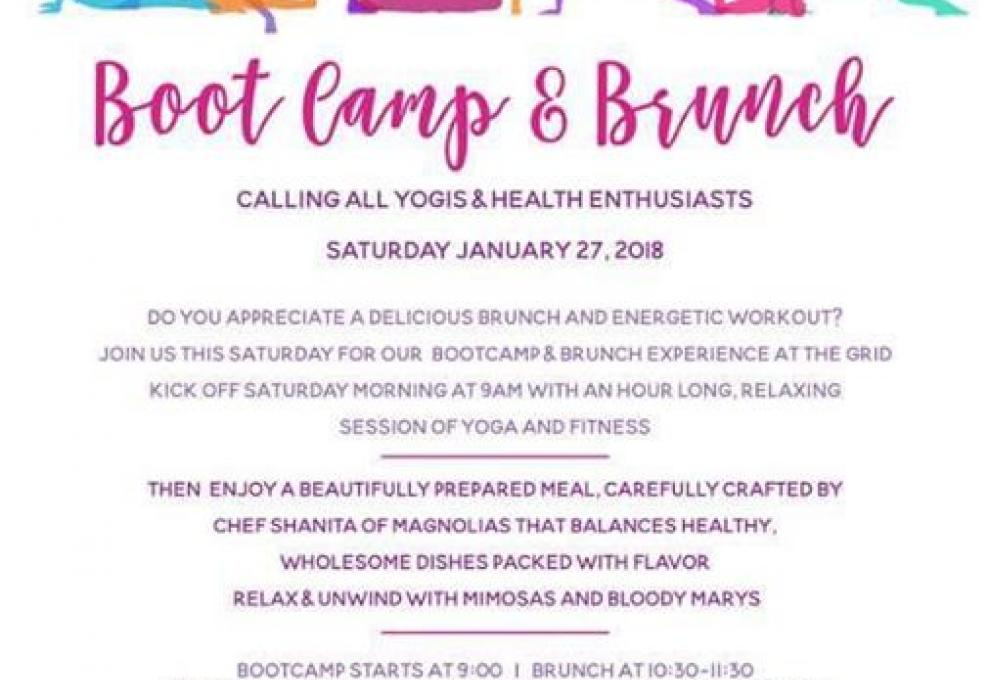 Boot Camp & Brunch
CALLING ALL YOGIS & HEALTH ENTHUSIASTS
SATURDAY JANUARY 27, 2018
DO YOU APPRECIATE A DELICIOUS BRUNCH AND ENERGETIC WORKOUT?
JOIN US THIS SATURDAY FOR OUR BOOTCAMP & BRUNCH EXPERIENCE AT THE GRID
KICK OFF SATURDAY MORNING AT 9AM WITH AN HOUR LONG, RELAXING
SESSION OF YOGA AND FITNESS
THEN ENJOY A BEAUTIFULLY PREPARED MEAL, CAREFULLY CRAFTED BY
CHEF SHANITA OF MAGNOLIAS THAT BALANCES HEALTHY,
WHOLESOME DISHES PACKED WITH FLAVOR
RELAX & UNWIND WITH MIMOSAS AND BLOODY MARYS
BOOTCAMP STARTS AT 9:00 | BRUNCH AT 10:30-11:30